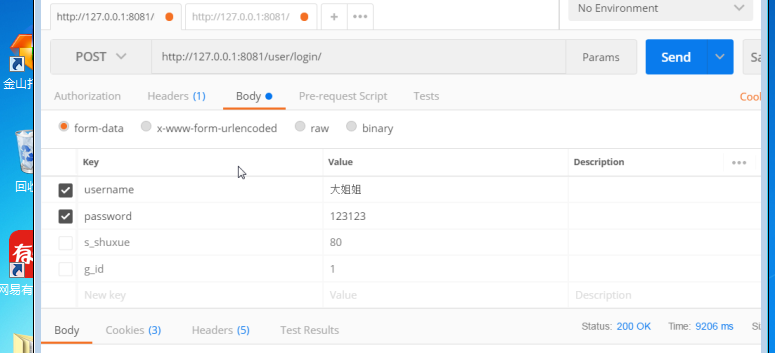 http://127.0.0.1:8081/ http://127.0.0.1:8081/ + •••
No Environment
POST http://127.0.0.1:8081/user/login/ Params Send Sa
金山打
Authorization Headers (1) Body Pre-request Script Tests Cook
form-data x-www-form-urlencoded raw binary
Key Value Description •••
回收
username 大姐姐
password 123123
s_shuxue 80
有
g_id 1
网易有
New key Value Description
Body Cookies (3) Headers (5) Test Results Status: 200 OK Time: 9206 ms Si